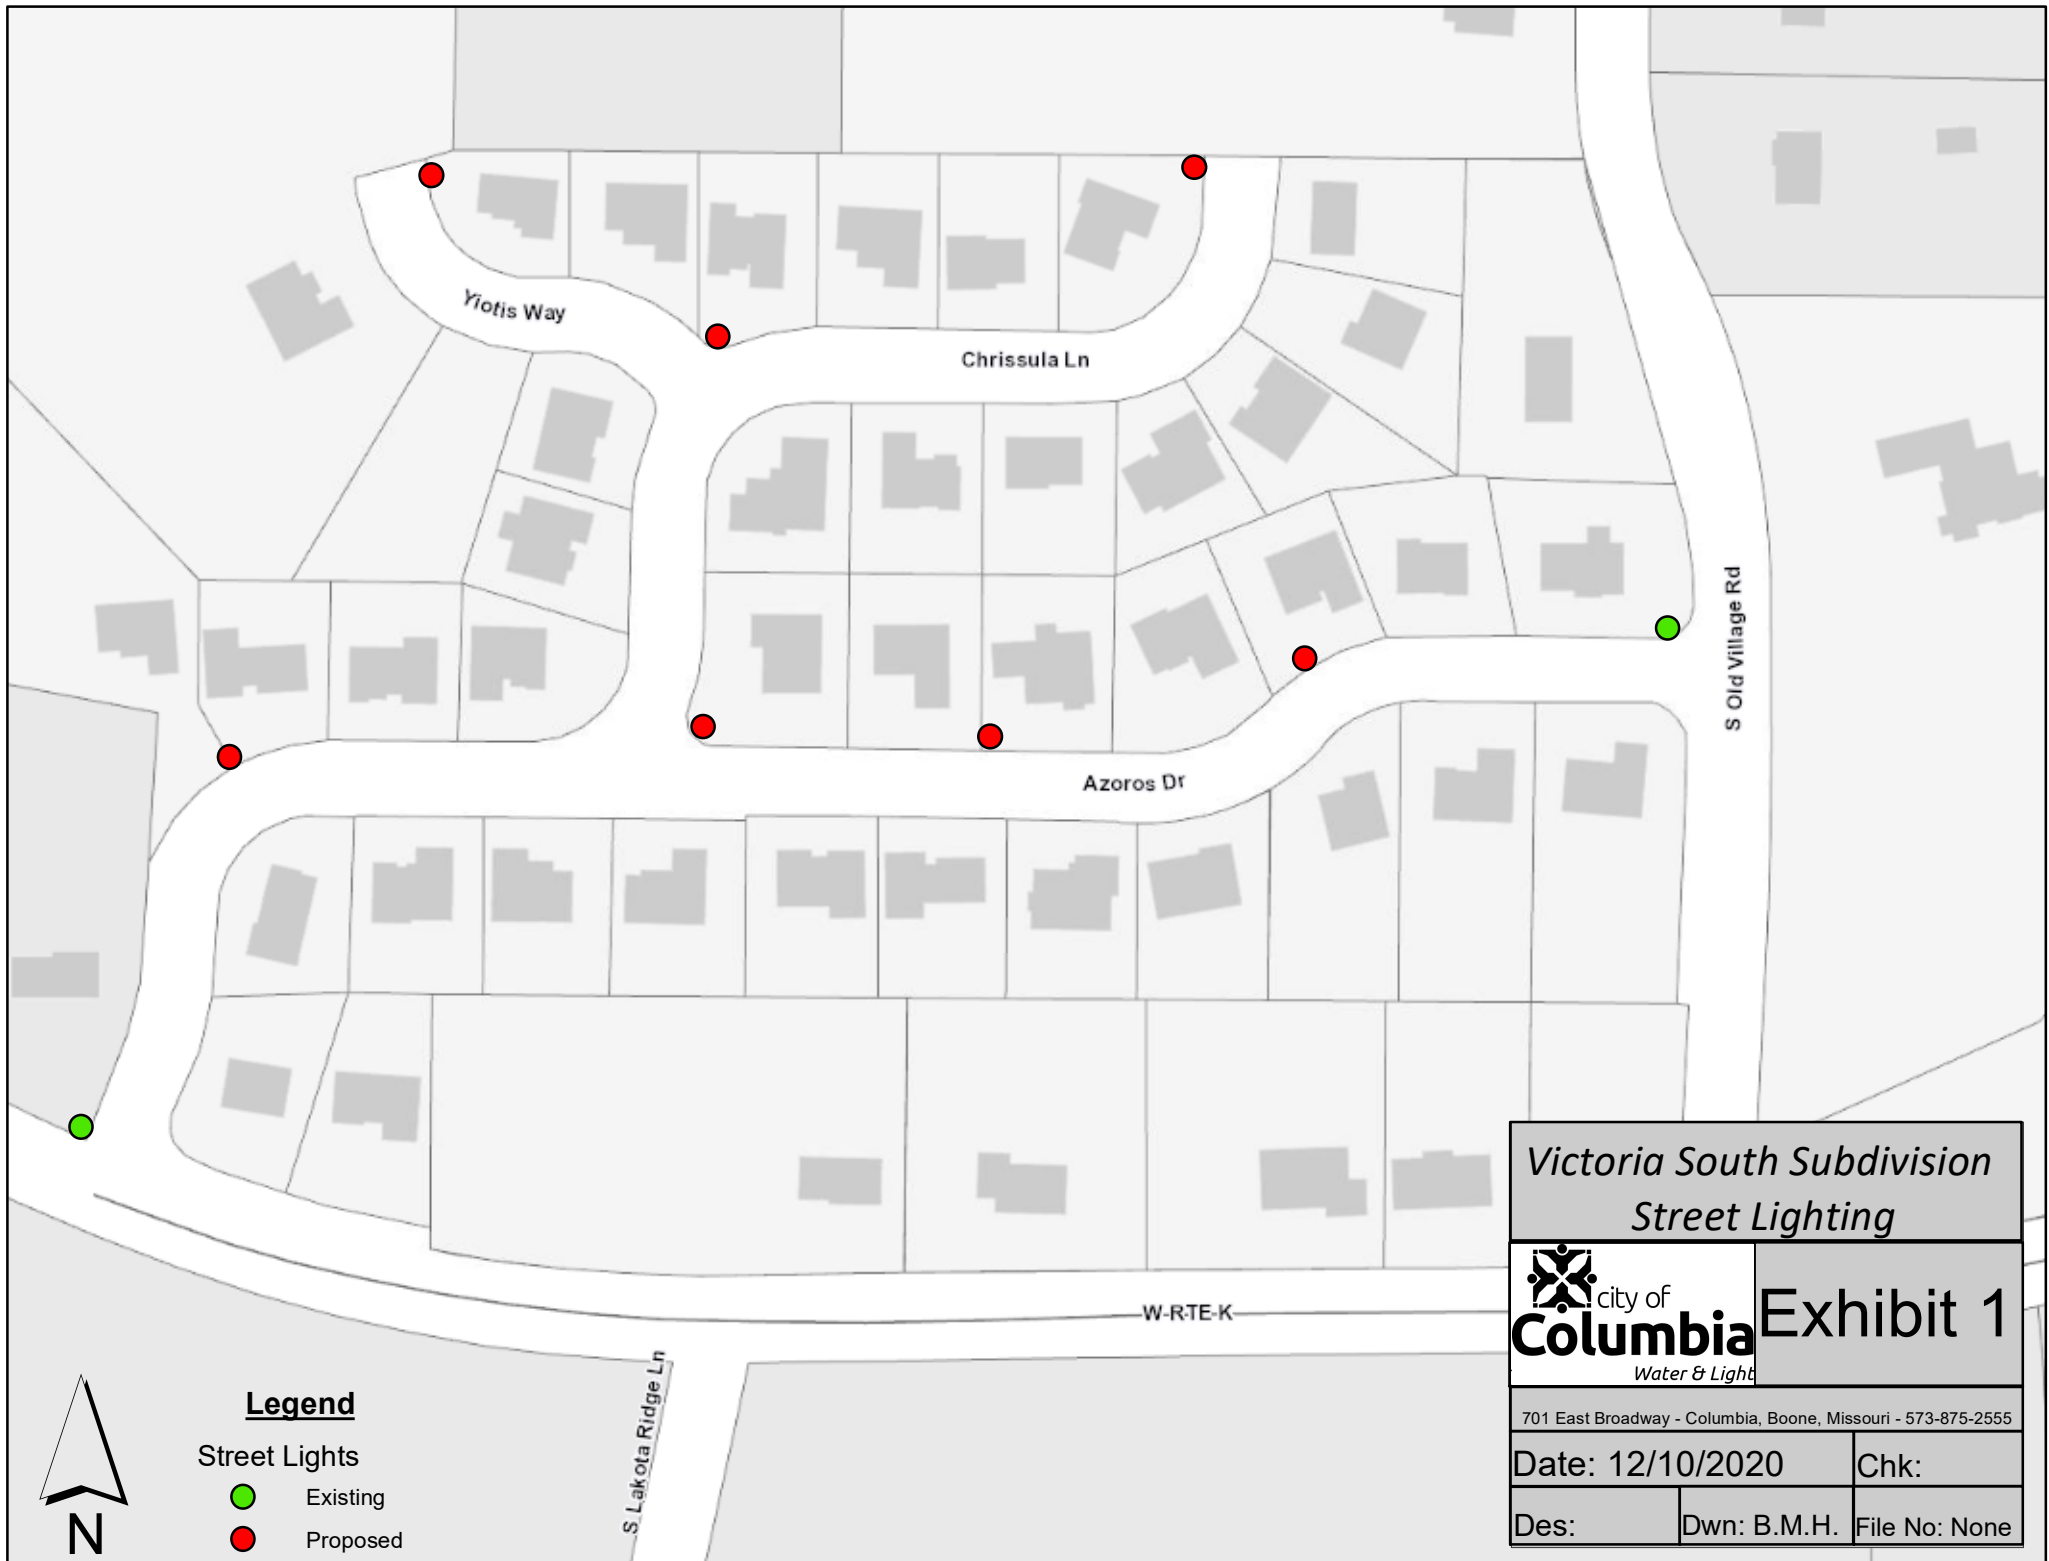 Yiotis Way
Chrissula Ln
S Old Village Rd
Azoros Dr
W RTE K
S Lakota Ridge Ln
Legend
Street Lights
Existing
Proposed
N
Victoria South Subdivision
Street Lighting
city of
Columbia
Water & Light
Exhibit 1
701 East Broadway - Columbia, Boone, Missouri - 573-875-2555
Date: 12/10/2020
Chk:
Des:
Dwn: B.M.H.
File No: None